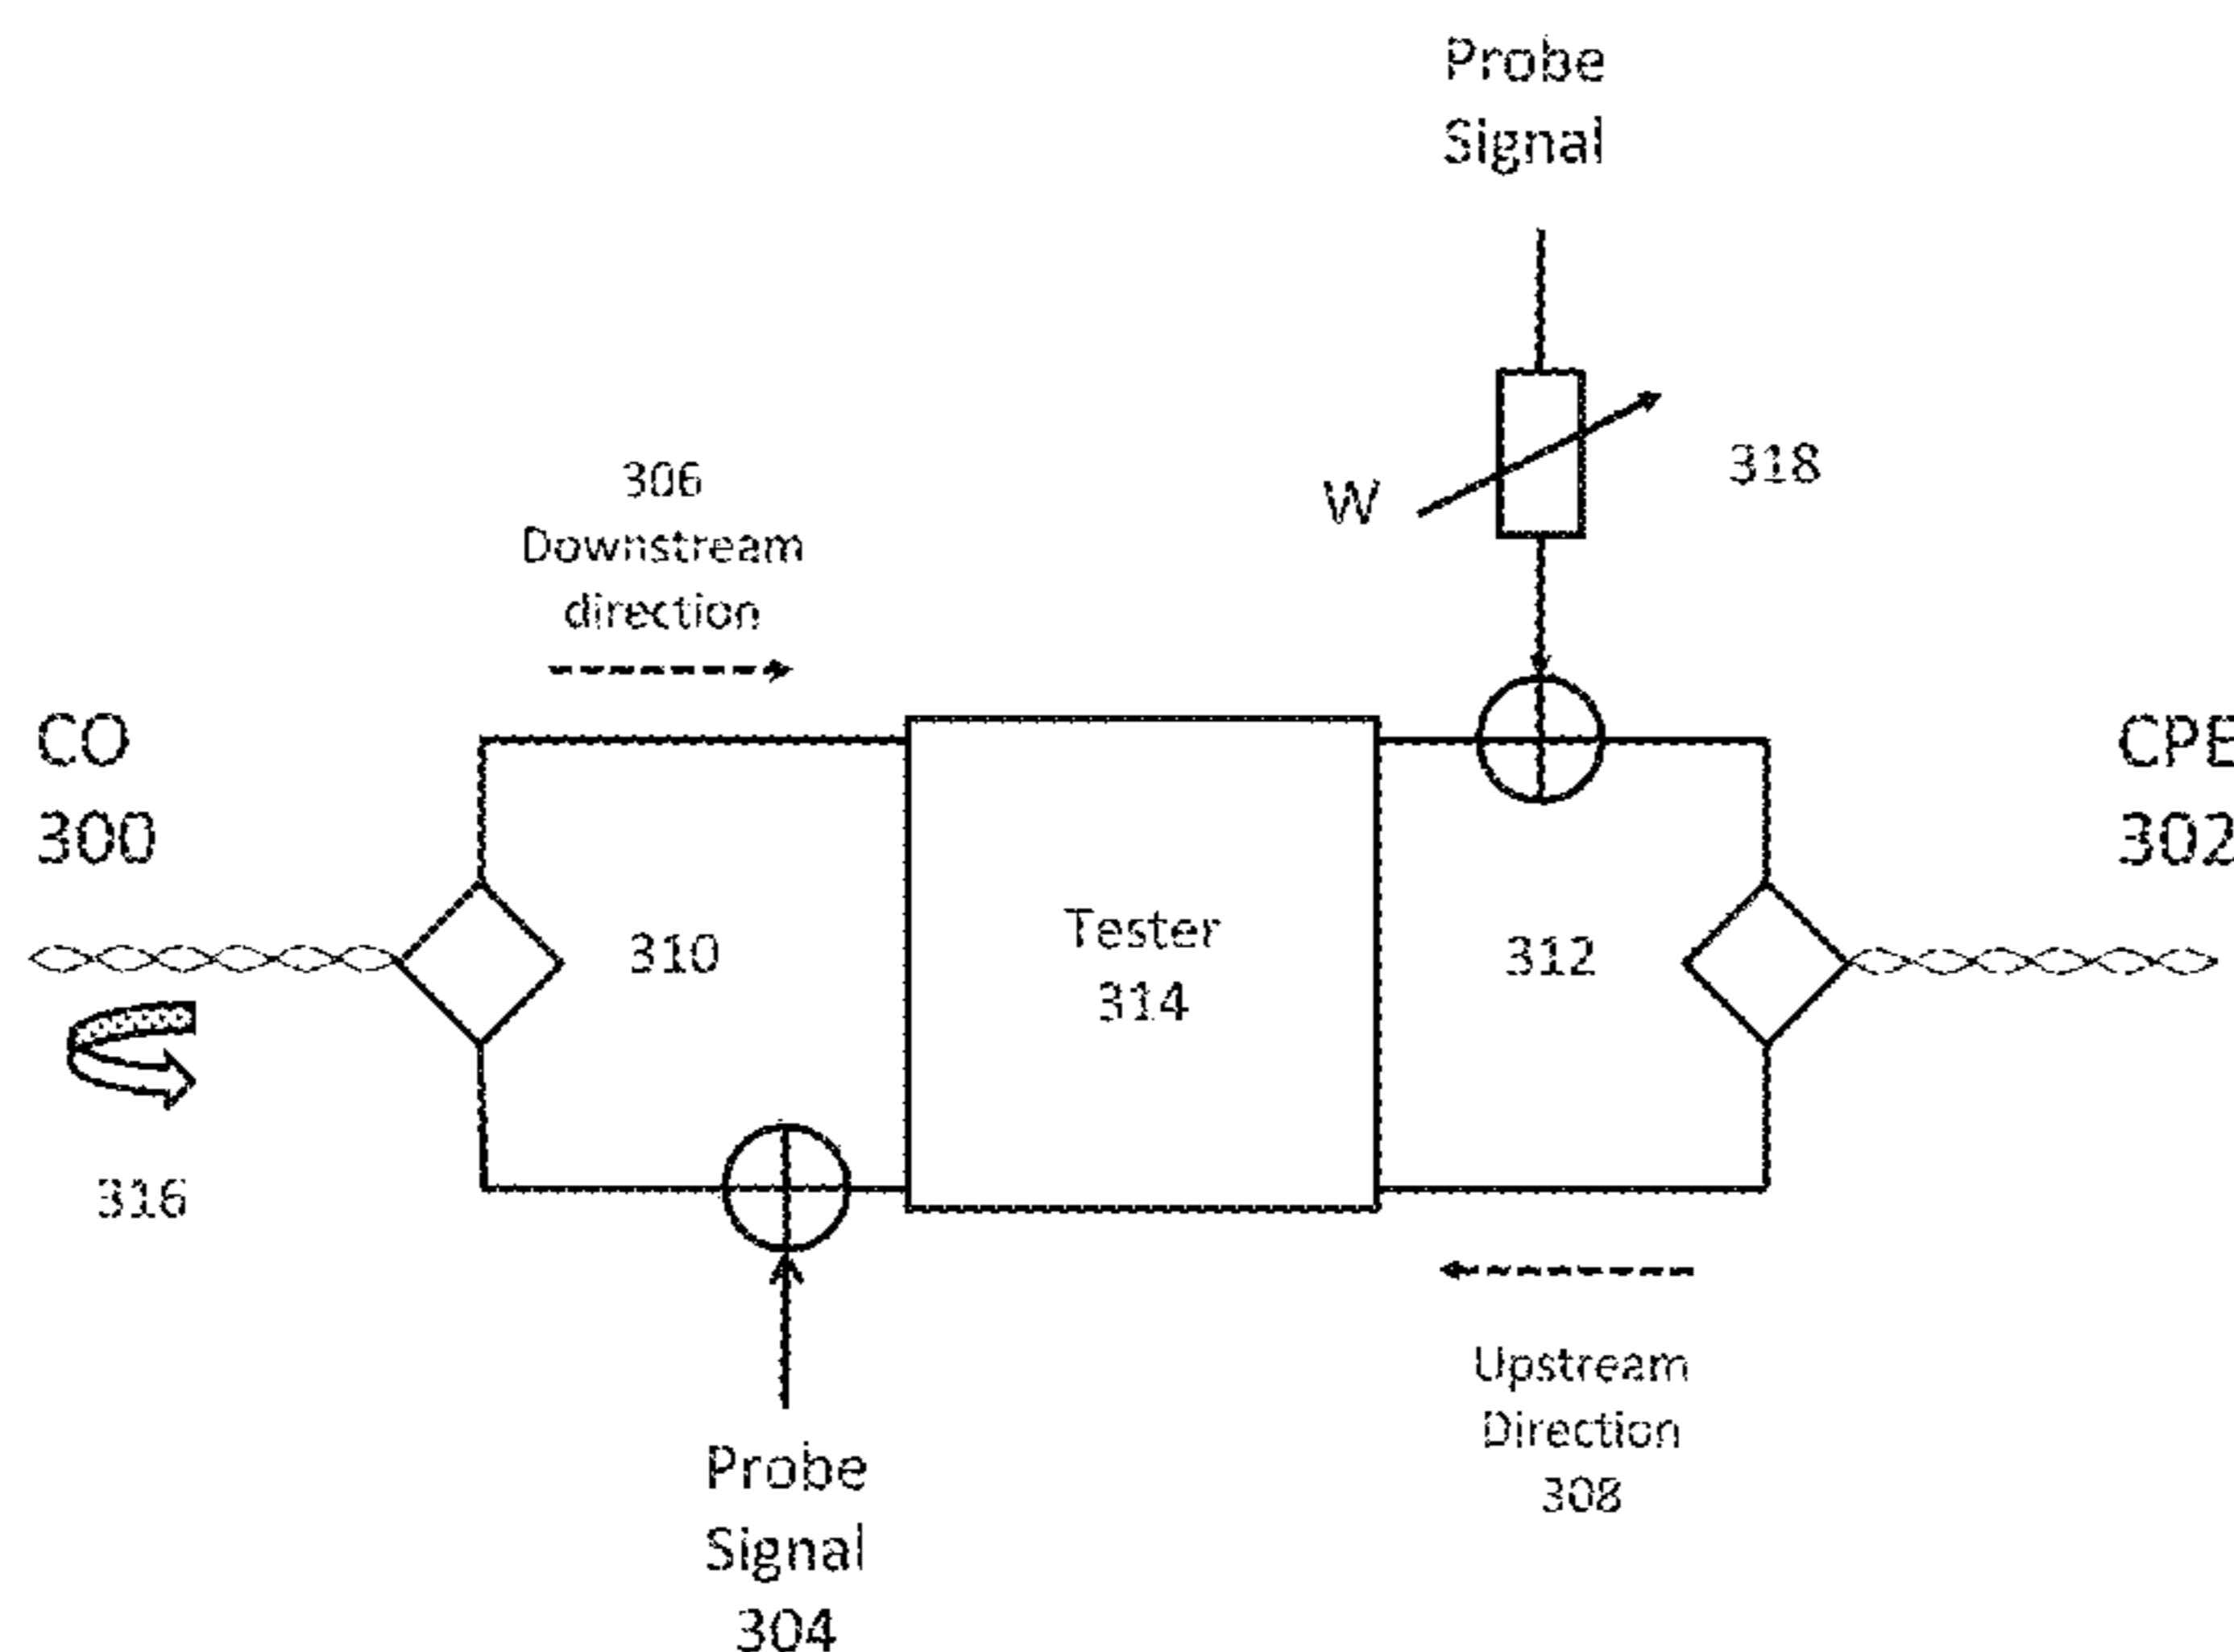 Probe
Signal
W
318
306
Downstream
direction
CO
300
CPE
302
310
Tester
314
312
316
Upstream
Direction
308
Probe
Signal
304